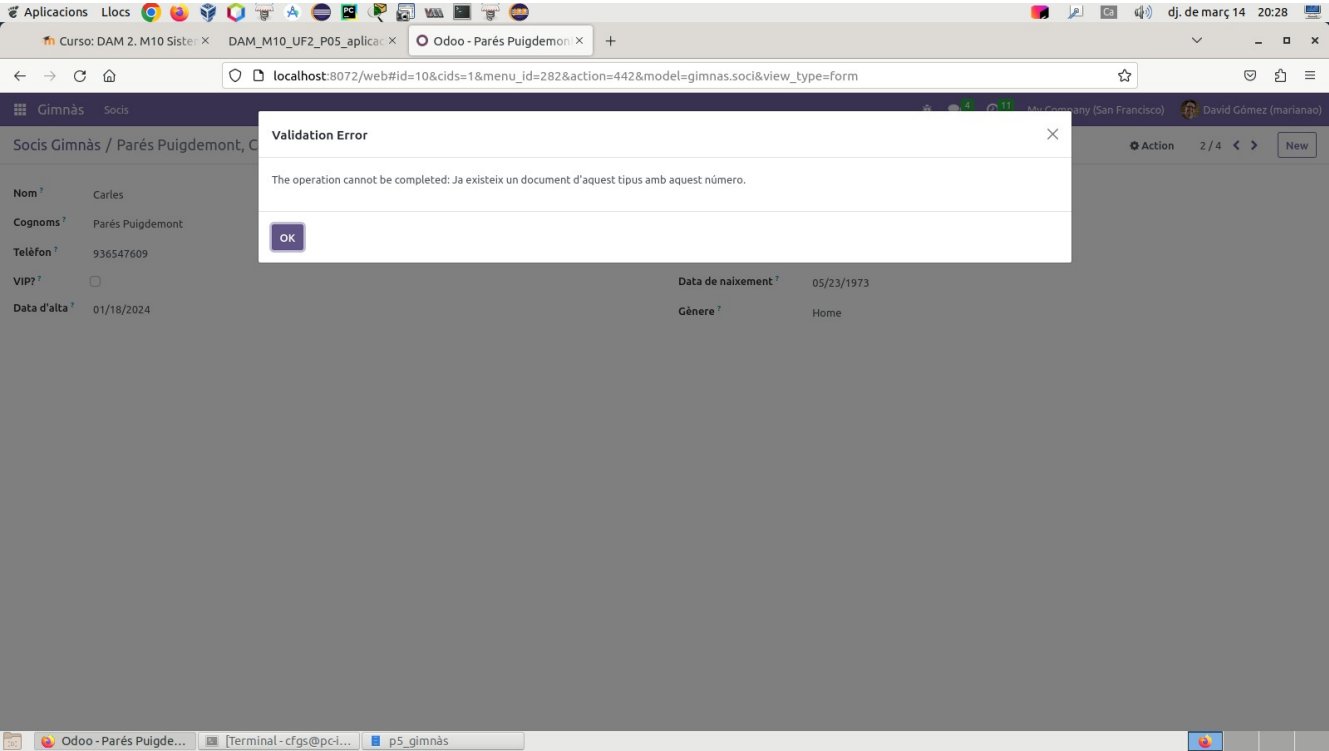 Aplicacions Llocs dj. de març 14 20:28
Curso: DAM 2. M10 Sister DAM_M10_UF2_P05_aplicac Odoo - Parés Puigdemon
localhost:8072/web#id=10&cids=1&menu_id=282&action=442&model=gimnas.soci&view_type=form
Gimnàs Socis 4 11 My Company (San Francisco) David Gómez (marianao)
Socis Gimnàs / Parés Puigdemont, C Action 2 / 4 New
Validation Error
The operation cannot be completed: Ja existeix un document d'aquest tipus amb aquest número.
OK
Nom ? Carles
Cognoms ? Parés Puigdemont
Telèfon ? 936547609
VIP? ? Data de naixement ? 05/23/1973
Data d'alta ? 01/18/2024 Gènere ? Home
Odoo - Parés Puigde... [Terminal - cfgs@pc-i... p5_gimnàs